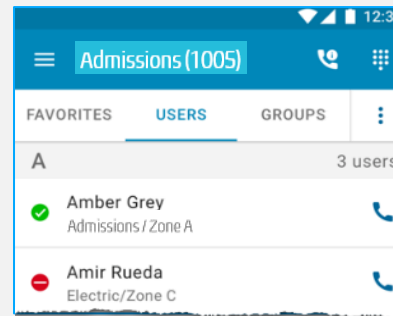 12:3
Admissions (1005)
FAVORITES USERS GROUPS
A 3 users
Amber Grey
Admissions / Zone A
Amir Rueda
Electric/Zone C